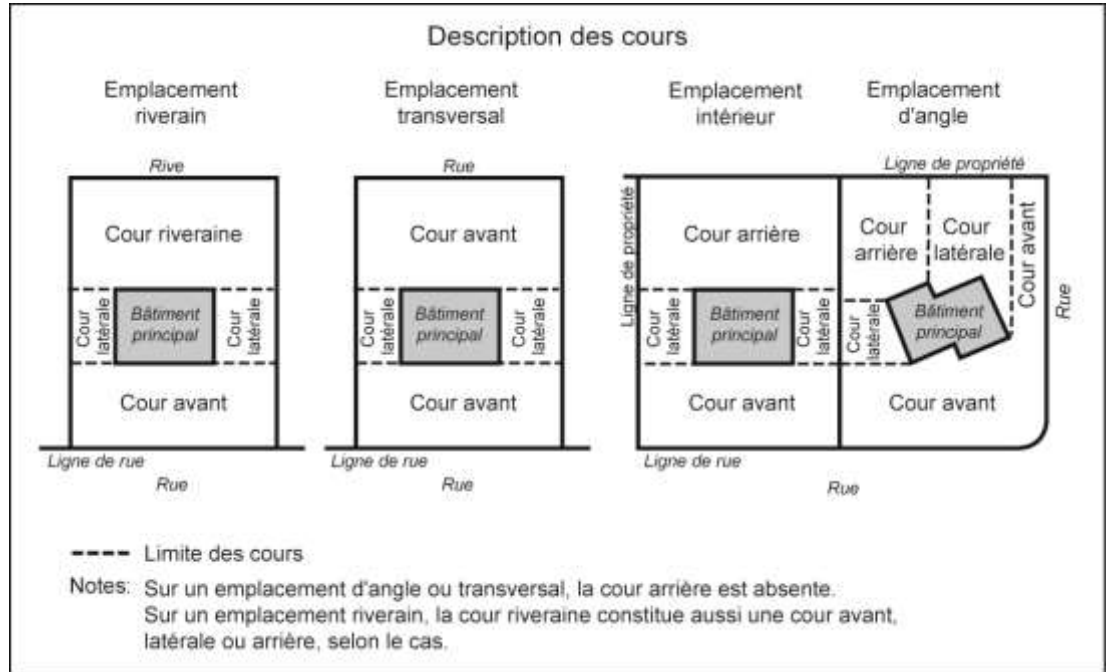 Description des cours
Emplacement
riverain
Emplacement
transversal
Emplacement
intérieur
Emplacement
d'angle
Rive
Rue
Ligne de propriété
Cour riveraine
Cour
latérale
Bâtiment
principal
Cour
latérale
Cour avant
Ligne de rue
Rue
Cour avant
Cour
latérale
Bâtiment
principal
Cour
latérale
Cour avant
Ligne de rue
Rue
Ligne de propriété
Cour arrière
Cour
latérale
Bâtiment
principal
Cour
latérale
Cour avant
Ligne de rue
Cour
arrière
Cour
latérale
Cour avant
Rue
Cour
latérale
Bâtiment
principal
Cour avant
Rue
Limite des cours
Notes: Sur un emplacement d'angle ou transversal, la cour arrière est absente.
Sur un emplacement riverain, la cour riveraine constitue aussi une cour avant,
latérale ou arrière, selon le cas.